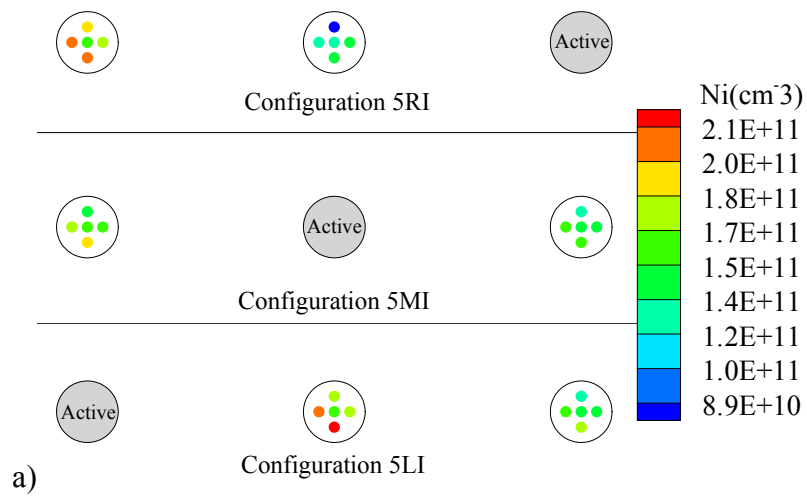 Active
Configuration 5RI
Active
Configuration 5MI
Active
Configuration 5LI
a)
Ni(cm⁻3)
2.1E+11
2.0E+11
1.8E+11
1.7E+11
1.5E+11
1.4E+11
1.2E+11
1.0E+11
8.9E+10